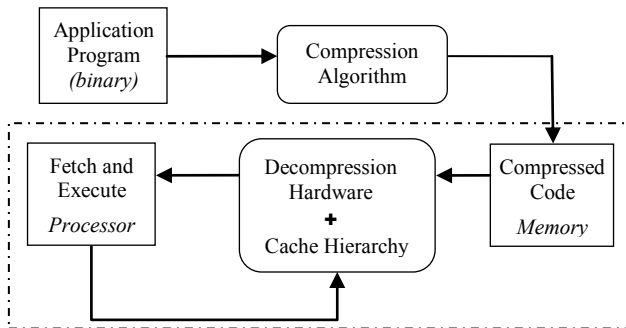 Application
Program
(binary)
Compression
Algorithm
Fetch and
Execute
Processor
Decompression
Hardware
+
Cache Hierarchy
Compressed
Code
Memory